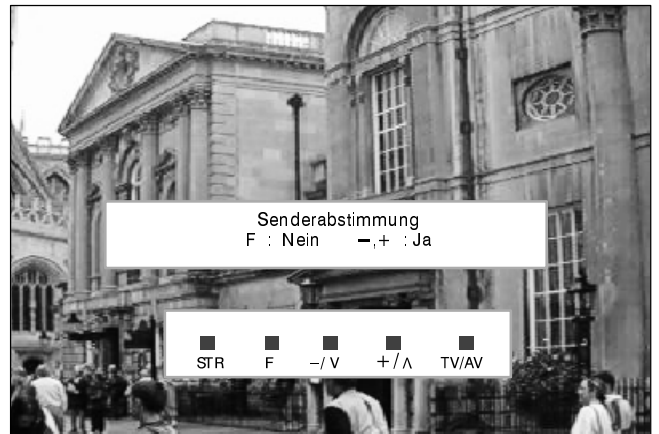 Senderabstimmung
F : Nein −,+ : Ja
STR F −/V +/Λ TV/AV